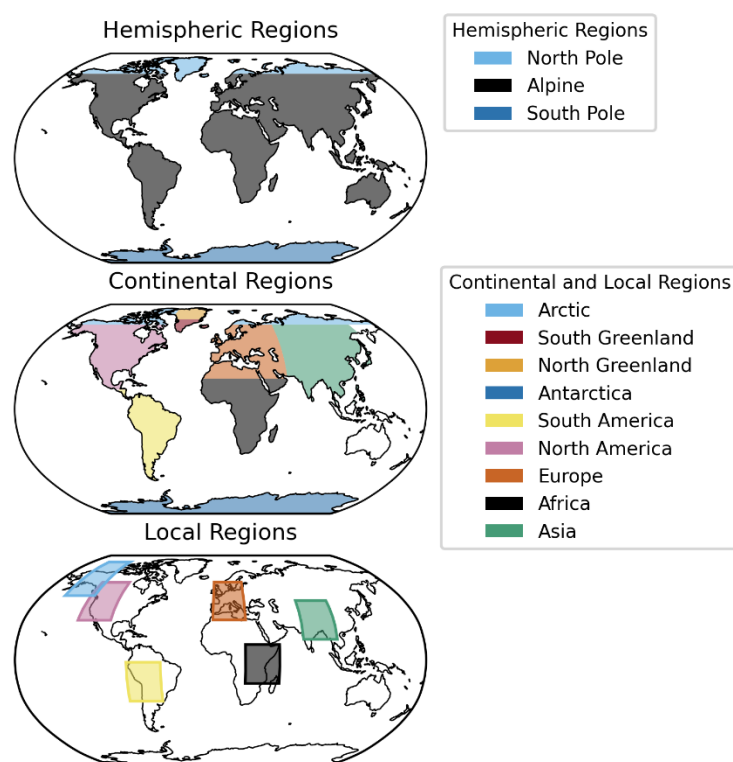 Hemispheric Regions
Hemispheric Regions
North Pole
Alpine
South Pole
Continental Regions
Continental and Local Regions
Arctic
South Greenland
North Greenland
Antarctica
South America
North America
Europe
Africa
Asia
Local Regions